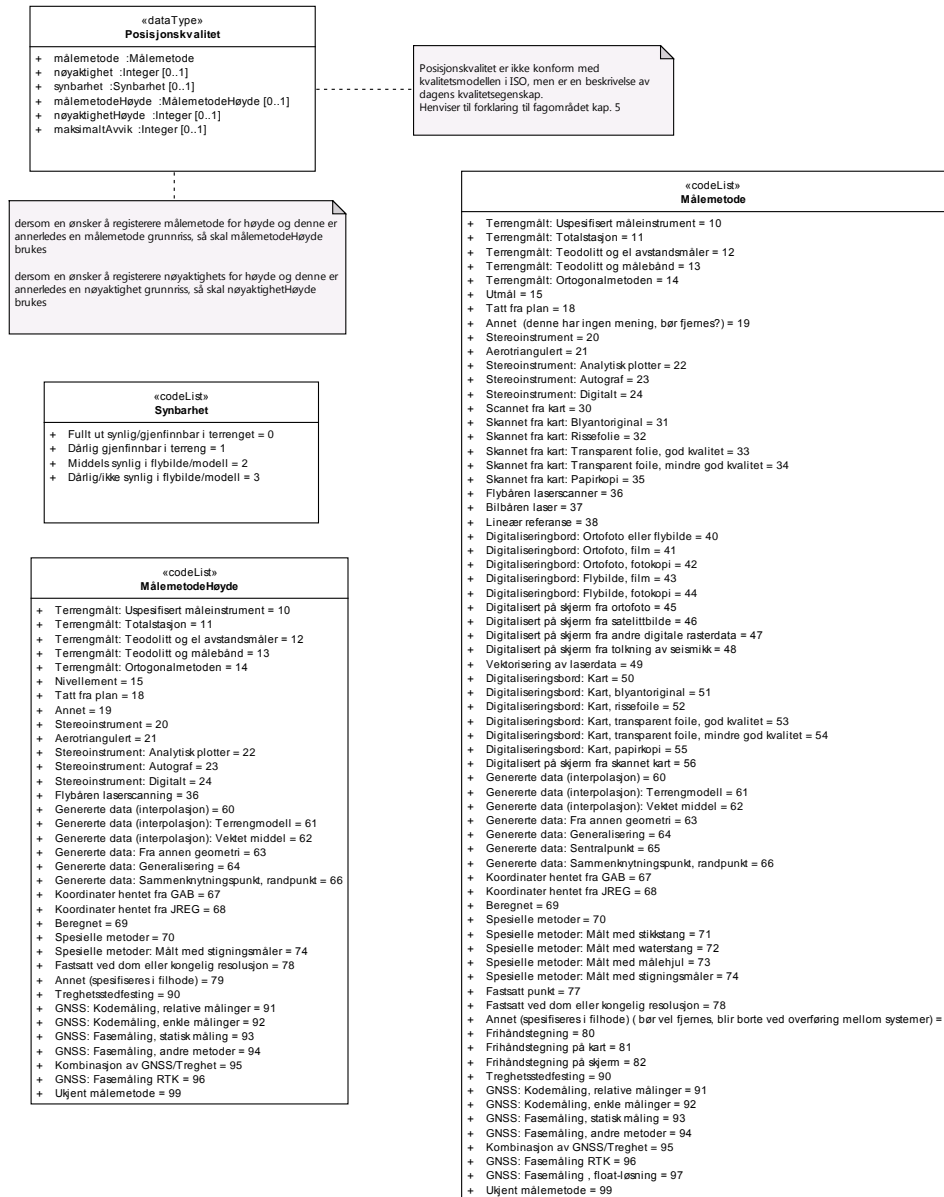 «dataType»
Posisjonskvalitet
+ målemetode :Målemetode
+ nøyaktighet :Integer [0..1]
+ synbarhet :Synbarhet [0..1]
+ målemetodeHøyde :MålemetodeHøyde [0..1]
+ nøyaktighetHøyde :Integer [0..1]
+ maksimaltAvvik :Integer [0..1]
Posisjonskvalitet er ikke konform med
kvalitetsmodellen i ISO, men er en beskrivelse av
dagens kvalitetsegenskap.
Henviser til forklaring til fagområdet kap. 5
dersom en ønsker å registerere målemetode for høyde og denne er
annerledes en målemetode grunnriss, så skal målemetodeHøyde
brukes
dersom en ønsker å registerere nøyaktighets for høyde og denne er
annerledes en nøyaktighet grunnriss, så skal nøyaktighetHøyde
brukes
«codeList»
Synbarhet
+ Fullt ut synlig/gjenfinnbar i terrenget = 0
+ Dårlig gjenfinnbar i terreng = 1
+ Middels synlig i flybilde/modell = 2
+ Dårlig/ikke synlig i flybilde/modell = 3
«codeList»
MålemetodeHøyde
+ Terrengmålt: Uspesifisert måleinstrument = 10
+ Terrengmålt: Totalstasjon = 11
+ Terrengmålt: Teodolitt og el avstandsmåler = 12
+ Terrengmålt: Teodolitt og målebånd = 13
+ Terrengmålt: Ortogonalmetoden = 14
+ Nivellement = 15
+ Tatt fra plan = 18
+ Annet = 19
+ Stereoinstrument = 20
+ Aerotriangulert = 21
+ Stereoinstrument: Analytisk plotter = 22
+ Stereoinstrument: Autograf = 23
+ Stereoinstrument: Digitalt = 24
+ Flybåren laserscanning = 36
+ Genererte data (interpolasjon) = 60
+ Genererte data (interpolasjon): Terrengmodell = 61
+ Genererte data (interpolasjon): Vektet middel = 62
+ Genererte data: Fra annen geometri = 63
+ Genererte data: Generalisering = 64
+ Genererte data: Sammenknytningspunkt, randpunkt = 66
+ Koordinater hentet fra GAB = 67
+ Koordinater hentet fra JREG = 68
+ Beregnet = 69
+ Spesielle metoder = 70
+ Spesielle metoder: Målt med stigningsmåler = 74
+ Fastsatt ved dom eller kongelig resolusjon = 78
+ Annet (spesifiseres i filhode) = 79
+ Treghetsstedfesting = 90
+ GNSS: Kodemåling, relative målinger = 91
+ GNSS: Kodemåling, enkle målinger = 92
+ GNSS: Fasemåling, statisk måling = 93
+ GNSS: Fasemåling, andre metoder = 94
+ Kombinasjon av GNSS/Treghet = 95
+ GNSS: Fasemåling RTK = 96
+ Ukjent målemetode = 99
«codeList»
Målemetode
+ Terrengmålt: Uspesifisert måleinstrument = 10
+ Terrengmålt: Totalstasjon = 11
+ Terrengmålt: Teodolitt og el avstandsmåler = 12
+ Terrengmålt: Teodolitt og målebånd = 13
+ Terrengmålt: Ortogonalmetoden = 14
+ Utmål = 15
+ Tatt fra plan = 18
+ Annet (denne har ingen mening, bør fjernes?) = 19
+ Stereoinstrument = 20
+ Aerotriangulert = 21
+ Stereoinstrument: Analytisk plotter = 22
+ Stereoinstrument: Autograf = 23
+ Stereoinstrument: Digitalt = 24
+ Scannet fra kart = 30
+ Skannet fra kart: Blyantoriginal = 31
+ Skannet fra kart: Rissefolie = 32
+ Skannet fra kart: Transparent folie, god kvalitet = 33
+ Skannet fra kart: Transparent foile, mindre god kvalitet = 34
+ Skannet fra kart: Papirkopi = 35
+ Flybåren laserscanner = 36
+ Bilbåren laser = 37
+ Lineær referanse = 38
+ Digitaliseringbord: Ortofoto eller flybilde = 40
+ Digitaliseringbord: Ortofoto, film = 41
+ Digitaliseringbord: Ortofoto, fotokopi = 42
+ Digitaliseringbord: Flybilde, film = 43
+ Digitaliseringbord: Flybilde, fotokopi = 44
+ Digitalisert på skjerm fra ortofoto = 45
+ Digitalisert på skjerm fra satelittbilde = 46
+ Digitalisert på skjerm fra andre digitale rasterdata = 47
+ Digitalisert på skjerm fra tolkning av seismikk = 48
+ Vektorisering av laserdata = 49
+ Digitaliseringsbord: Kart = 50
+ Digitaliseringsbord: Kart, blyantoriginal = 51
+ Digitaliseringsbord: Kart, rissefoile = 52
+ Digitaliseringsbord: Kart, transparent foile, god kvalitet = 53
+ Digitaliseringsbord: Kart, transparent foile, mindre god kvalitet = 54
+ Digitaliseringsbord: Kart, papirkopi = 55
+ Digitalisert på skjerm fra skannet kart = 56
+ Genererte data (interpolasjon) = 60
+ Genererte data (interpolasjon): Terrengmodell = 61
+ Genererte data (interpolasjon): Vektet middel = 62
+ Genererte data: Fra annen geometri = 63
+ Genererte data: Generalisering = 64
+ Genererte data: Sentralpunkt = 65
+ Genererte data: Sammenknytningspunkt, randpunkt = 66
+ Koordinater hentet fra GAB = 67
+ Koordinater hentet fra JREG = 68
+ Beregnet = 69
+ Spesielle metoder = 70
+ Spesielle metoder: Målt med stikkstang = 71
+ Spesielle metoder: Målt med waterstang = 72
+ Spesielle metoder: Målt med målehjul = 73
+ Spesielle metoder: Målt med stigningsmåler = 74
+ Fastsatt punkt = 77
+ Fastsatt ved dom eller kongelig resolusjon = 78
+ Annet (spesifiseres i filhode) ( bør vel fjernes, blir borte ved overføring mellom systemer) =
+ Frihåndstegning = 80
+ Frihåndstegning på kart = 81
+ Frihåndstegning på skjerm = 82
+ Treghetsstedfesting = 90
+ GNSS: Kodemåling, relative målinger = 91
+ GNSS: Kodemåling, enkle målinger = 92
+ GNSS: Fasemåling, statisk måling = 93
+ GNSS: Fasemåling, andre metoder = 94
+ Kombinasjon av GNSS/Treghet = 95
+ GNSS: Fasemåling RTK = 96
+ GNSS: Fasemåling , float-løsning = 97
+ Ukjent målemetode = 99